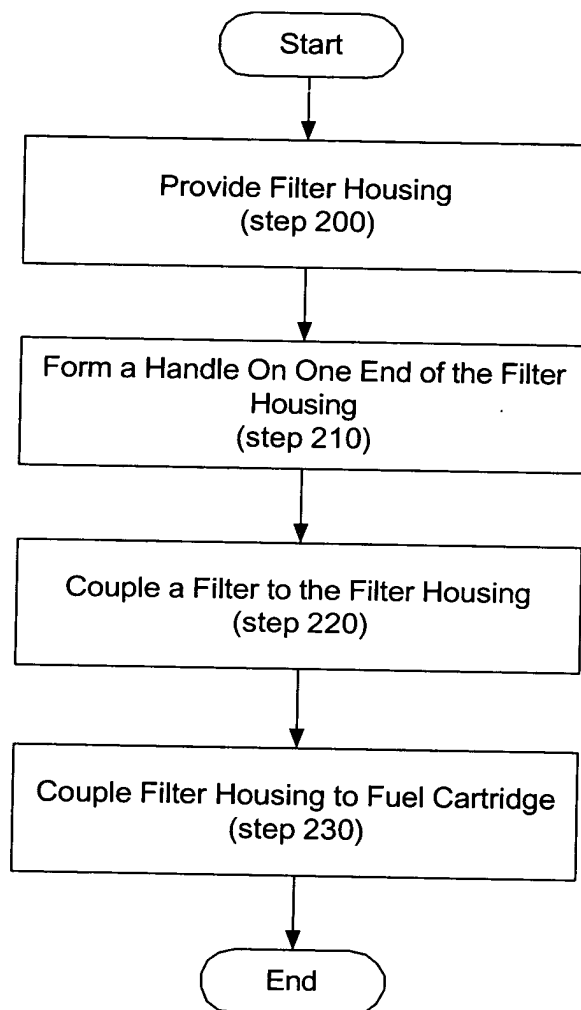 Start
Provide Filter Housing
(step 200)
Form a Handle On One End of the Filter
Housing
(step 210)
Couple a Filter to the Filter Housing
(step 220)
Couple Filter Housing to Fuel Cartridge
(step 230)
End